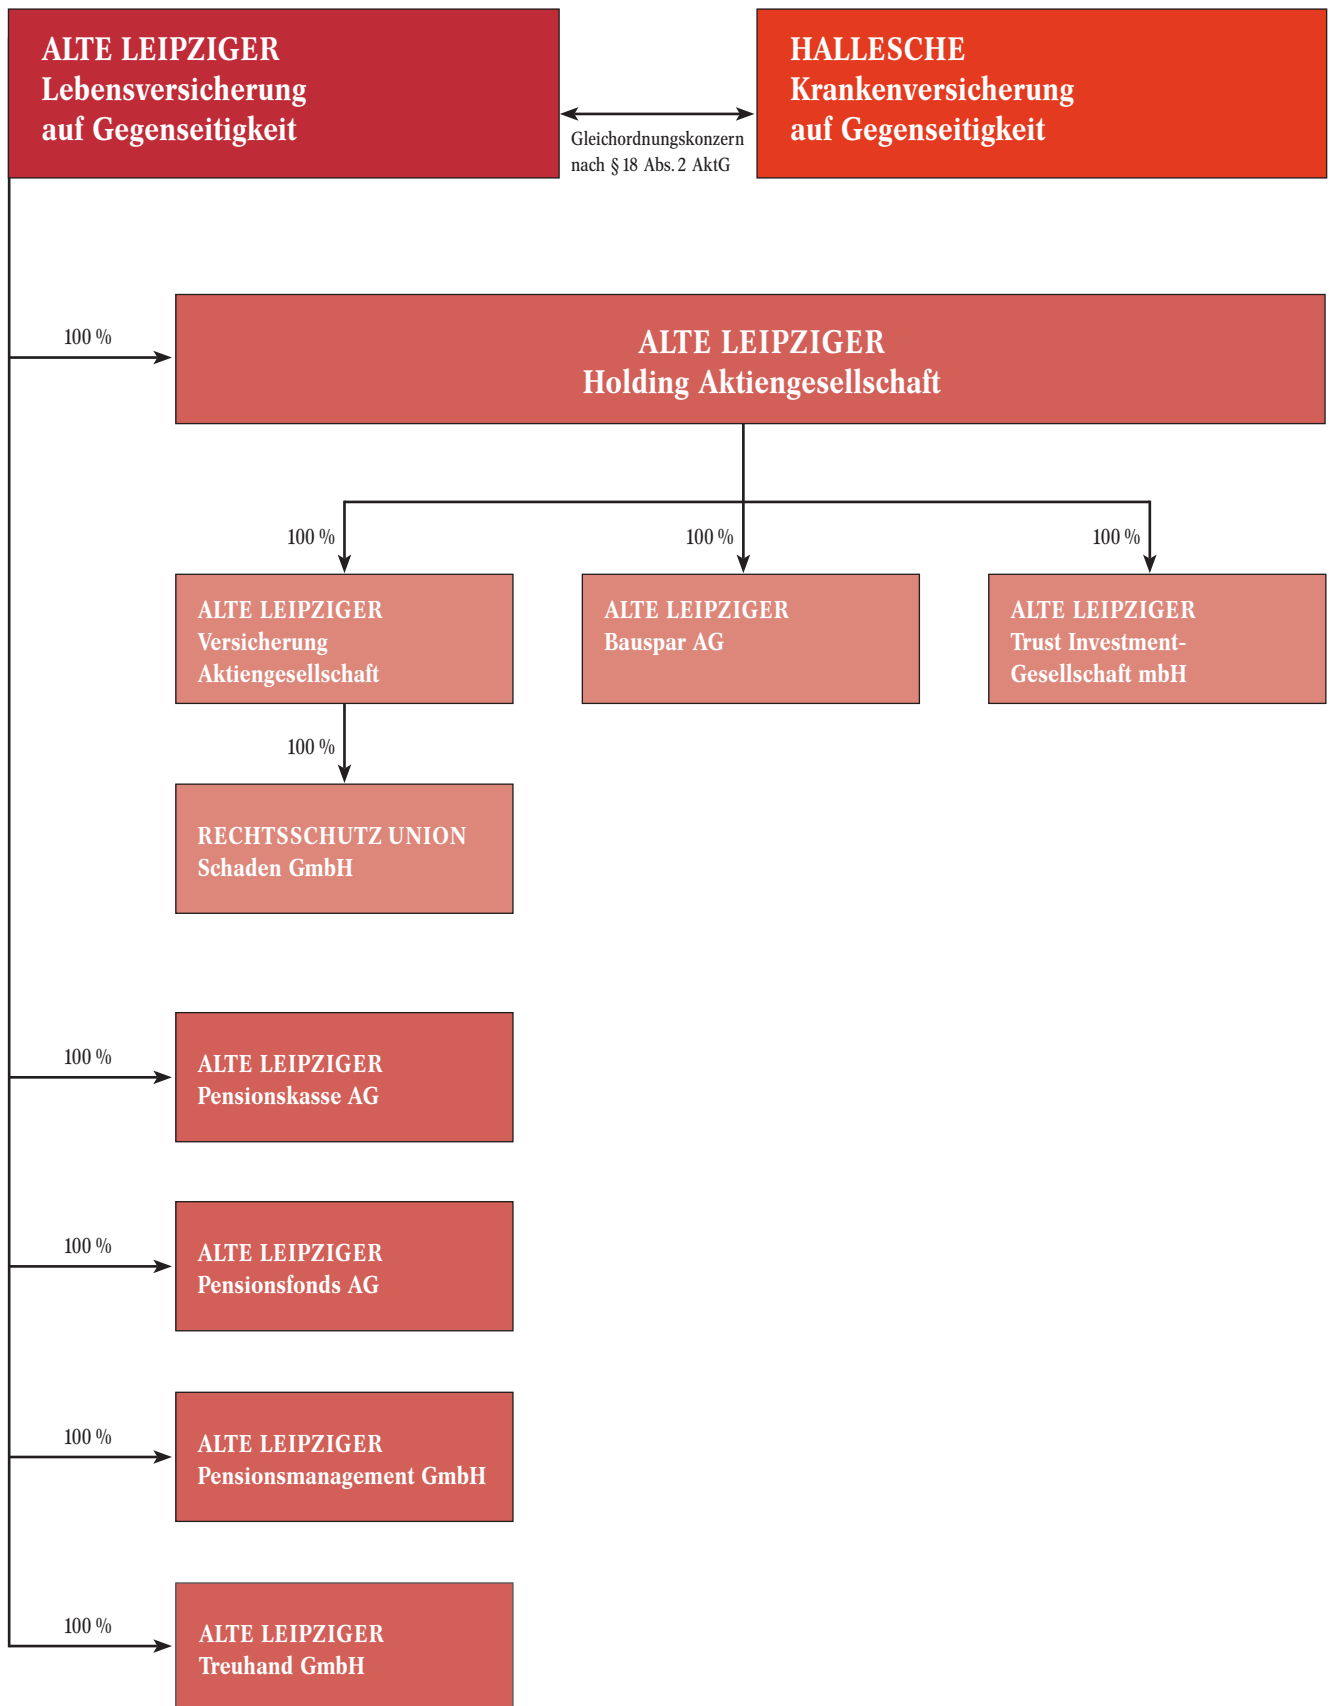 ALTE LEIPZIGER
Lebensversicherung
auf Gegenseitigkeit
Gleichordnungskonzern
nach § 18 Abs. 2 AktG
HALLESCHE
Krankenversicherung
auf Gegenseitigkeit
100 %
ALTE LEIPZIGER
Holding Aktiengesellschaft
100 %
100 %
100 %
ALTE LEIPZIGER
Versicherung
Aktiengesellschaft
ALTE LEIPZIGER
Bauspar AG
ALTE LEIPZIGER
Trust Investment-
Gesellschaft mbH
100 %
RECHTSSCHUTZ UNION
Schaden GmbH
100 %
ALTE LEIPZIGER
Pensionskasse AG
100 %
ALTE LEIPZIGER
Pensionsfonds AG
100 %
ALTE LEIPZIGER
Pensionsmanagement GmbH
100 %
ALTE LEIPZIGER
Treuhand GmbH